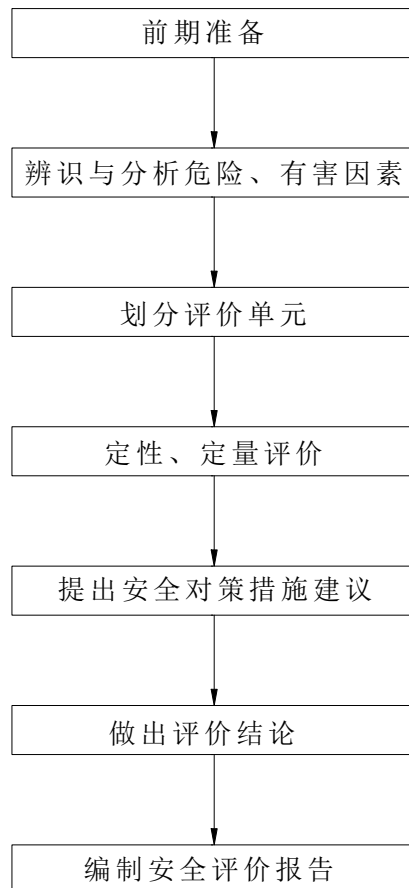 前期准备
辨识与分析危险、有害因素
划分评价单元
定性、定量评价
提出安全对策措施建议
做出评价结论
编制安全评价报告